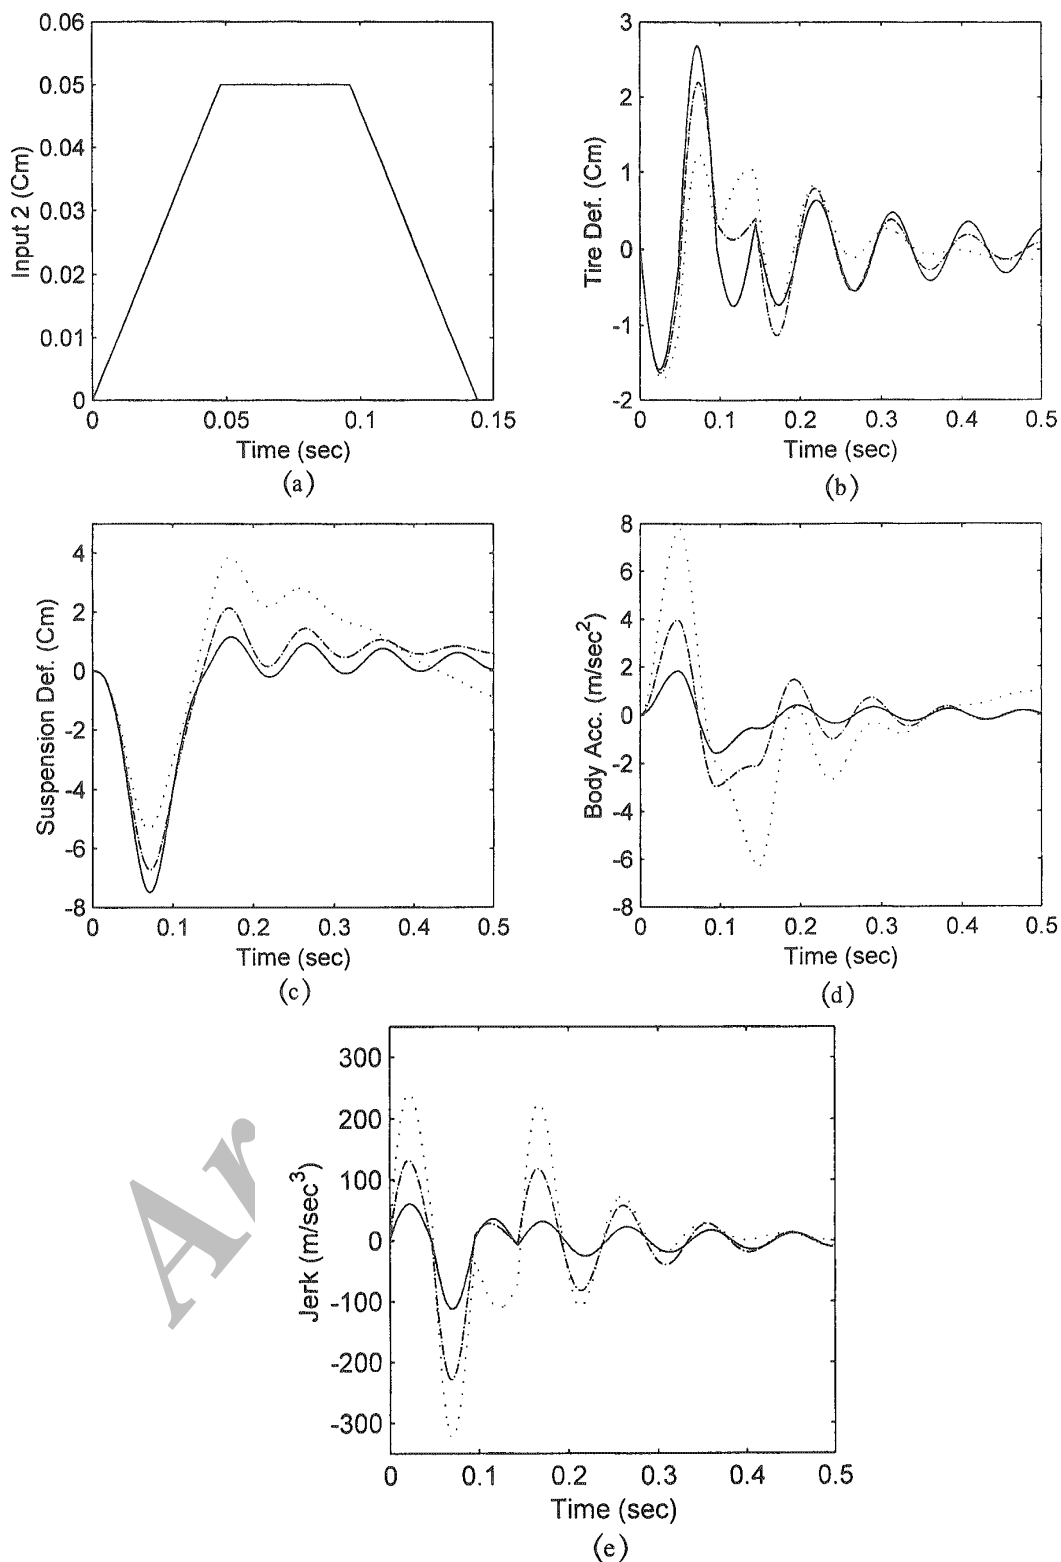 0.06
0.05
0.04
0.03
0.02
0.01
0
Input 2 (Cm)
0 0.05 0.1 0.15
Time (sec)
(a)
3
2
1
0
-1
-2
Tire Def. (Cm)
0 0.1 0.2 0.3 0.4 0.5
Time (sec)
(b)
4
2
0
-2
-4
-6
-8
Suspension Def. (Cm)
0 0.1 0.2 0.3 0.4 0.5
Time (sec)
(c)
8
6
4
2
0
-2
-4
-6
-8
Body Acc. (m/sec²)
0 0.1 0.2 0.3 0.4 0.5
Time (sec)
(d)
300
200
100
0
-100
-200
-300
Jerk (m/sec³)
0 0.1 0.2 0.3 0.4 0.5
Time (sec)
(e)
Ar